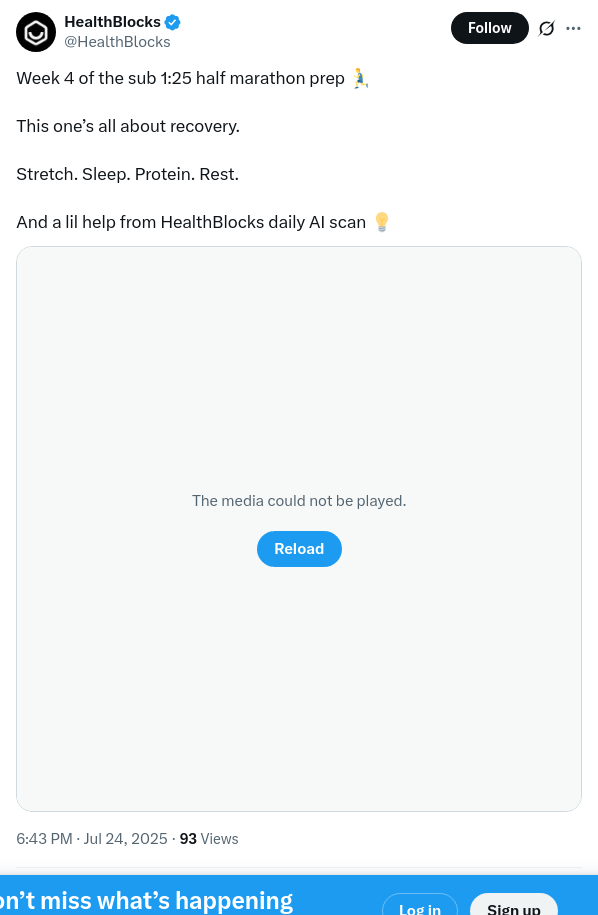 HealthBlocks
@HealthBlocks
Follow
Week 4 of the sub 1:25 half marathon prep 🏃‍♂️
This one’s all about recovery.
Stretch. Sleep. Protein. Rest.
And a lil help from HealthBlocks daily AI scan 💡
The media could not be played.
Reload
6:43 PM · Jul 24, 2025 · 93 Views
on’t miss what’s happening
Log in
Sign up